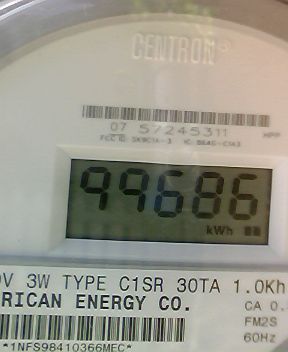 CENTRON
07 57245311
HPP
99686
kWh
0V 3W TYPE C1SR 30TA 1.0Kh
RICAN ENERGY CO.
CA 0.
FM2S
60Hz
*1NFS98410366MEC*